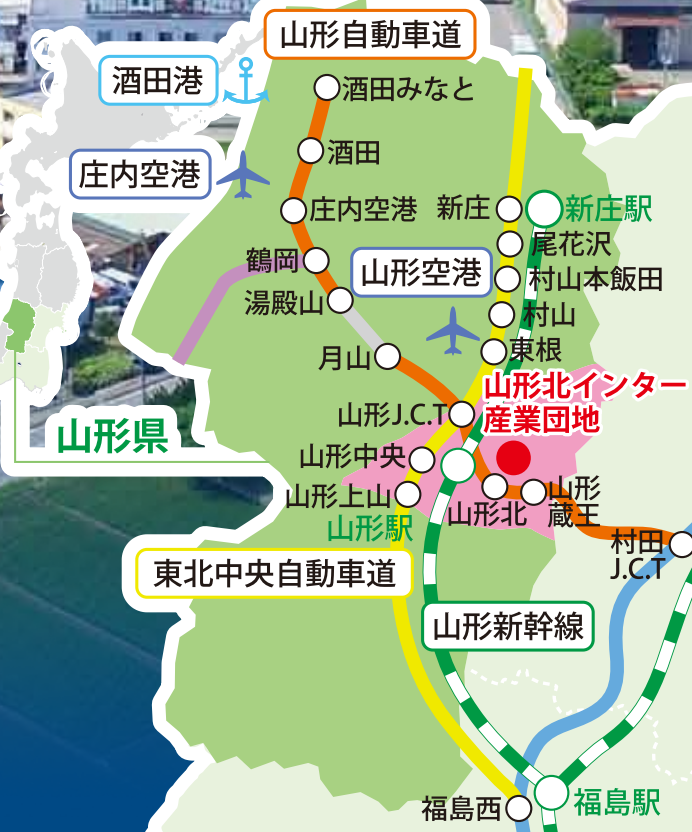 山形自動車道
酒田港
酒田みなと
酒田
庄内空港
庄内空港
新庄
新庄駅
尾花沢
鶴岡
山形空港
村山本飯田
湯殿山
村山
月山
東根
山形北インター
産業団地
山形J.C.T
山形県
山形中央
山形上山
山形北
山形
蔵王
山形駅
村田
J.C.T
東北中央自動車道
山形新幹線
福島西
福島駅